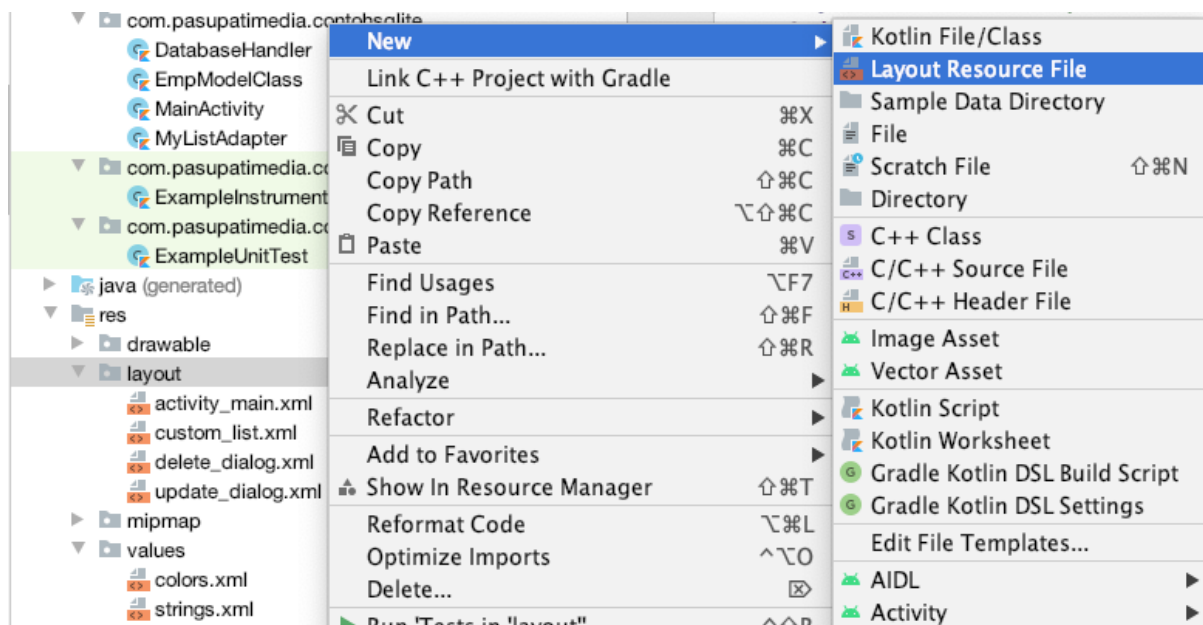 com.pasupatimedia.contohsqlite
DatabaseHandler
EmpModelClass
MainActivity
MyListAdapter
com.pasupatimedia.co
ExampleInstrument
com.pasupatimedia.co
ExampleUnitTest
java (generated)
res
drawable
layout
activity_main.xml
custom_list.xml
delete_dialog.xml
update_dialog.xml
mipmap
values
colors.xml
strings.xml
New
Link C++ Project with Gradle
Cut ⌘X
Copy ⌘C
Copy Path ⇧⌘C
Copy Reference ⌥⇧⌘C
Paste ⌘V
Find Usages ⌥F7
Find in Path... ⇧⌘F
Replace in Path... ⇧⌘R
Analyze
Refactor
Add to Favorites
Show In Resource Manager ⇧⌘T
Reformat Code ⌥⌘L
Optimize Imports ^⌥O
Delete... ⌦
Run 'Tests in 'layout'' ^⇧R
Kotlin File/Class
Layout Resource File
Sample Data Directory
File
Scratch File ⇧⌘N
Directory
S C++ Class
C++ C/C++ Source File
H C/C++ Header File
Image Asset
Vector Asset
Kotlin Script
Kotlin Worksheet
G Gradle Kotlin DSL Build Script
G Gradle Kotlin DSL Settings
Edit File Templates...
AIDL
Activity